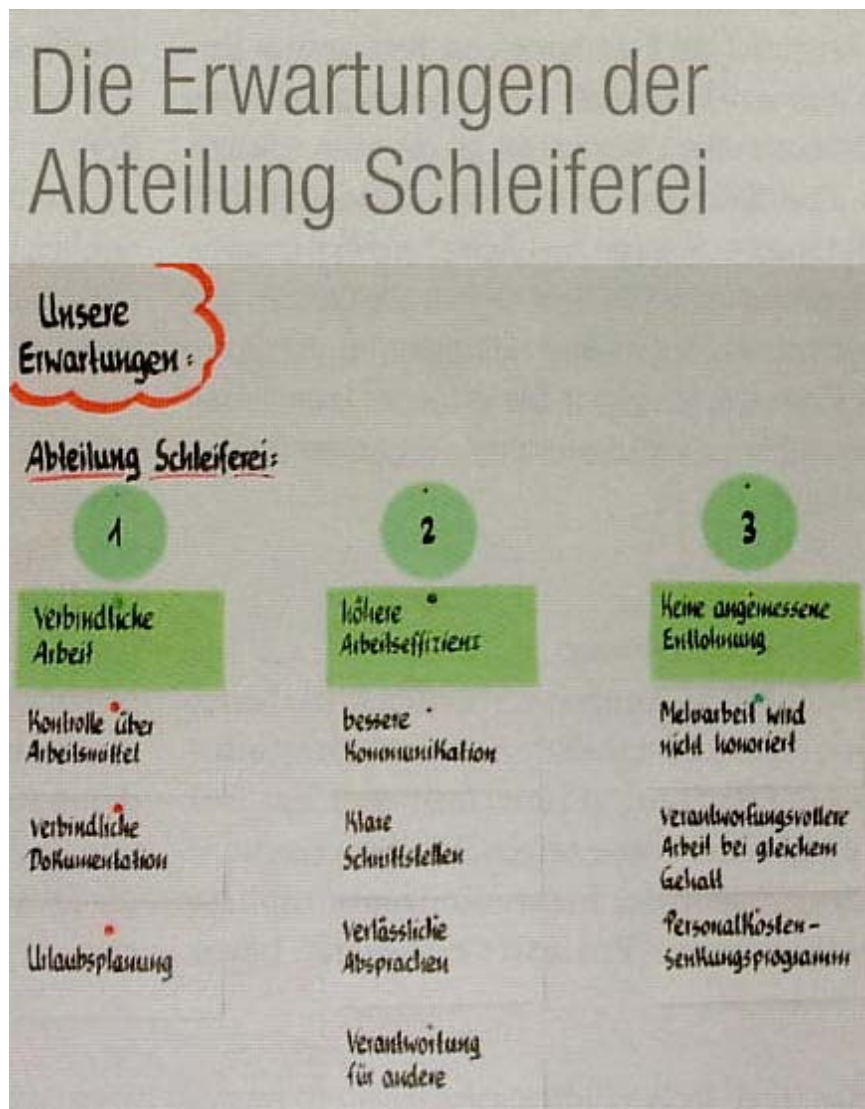 Die Erwartungen der
Abteilung Schleiferei
Unsere
Erwartungen:
Abteilung Schleiferei:
1
Verbindliche
Arbeit
Kontrolle über
Arbeitsmittel
verbindliche
Dokumentation
Urlaubsplanung
2
höhere
Arbeitseffizienz
bessere
Kommunikation
Klare
Schnittstellen
Verlässliche
Absprachen
Verantwortung
für andere
3
Keine angemessene
Entlohnung
Mehrarbeit wird
nicht honoriert
Verantwortungsvollere
Arbeit bei gleichem
Gehalt
Personalkosten-
senkungsprogramm